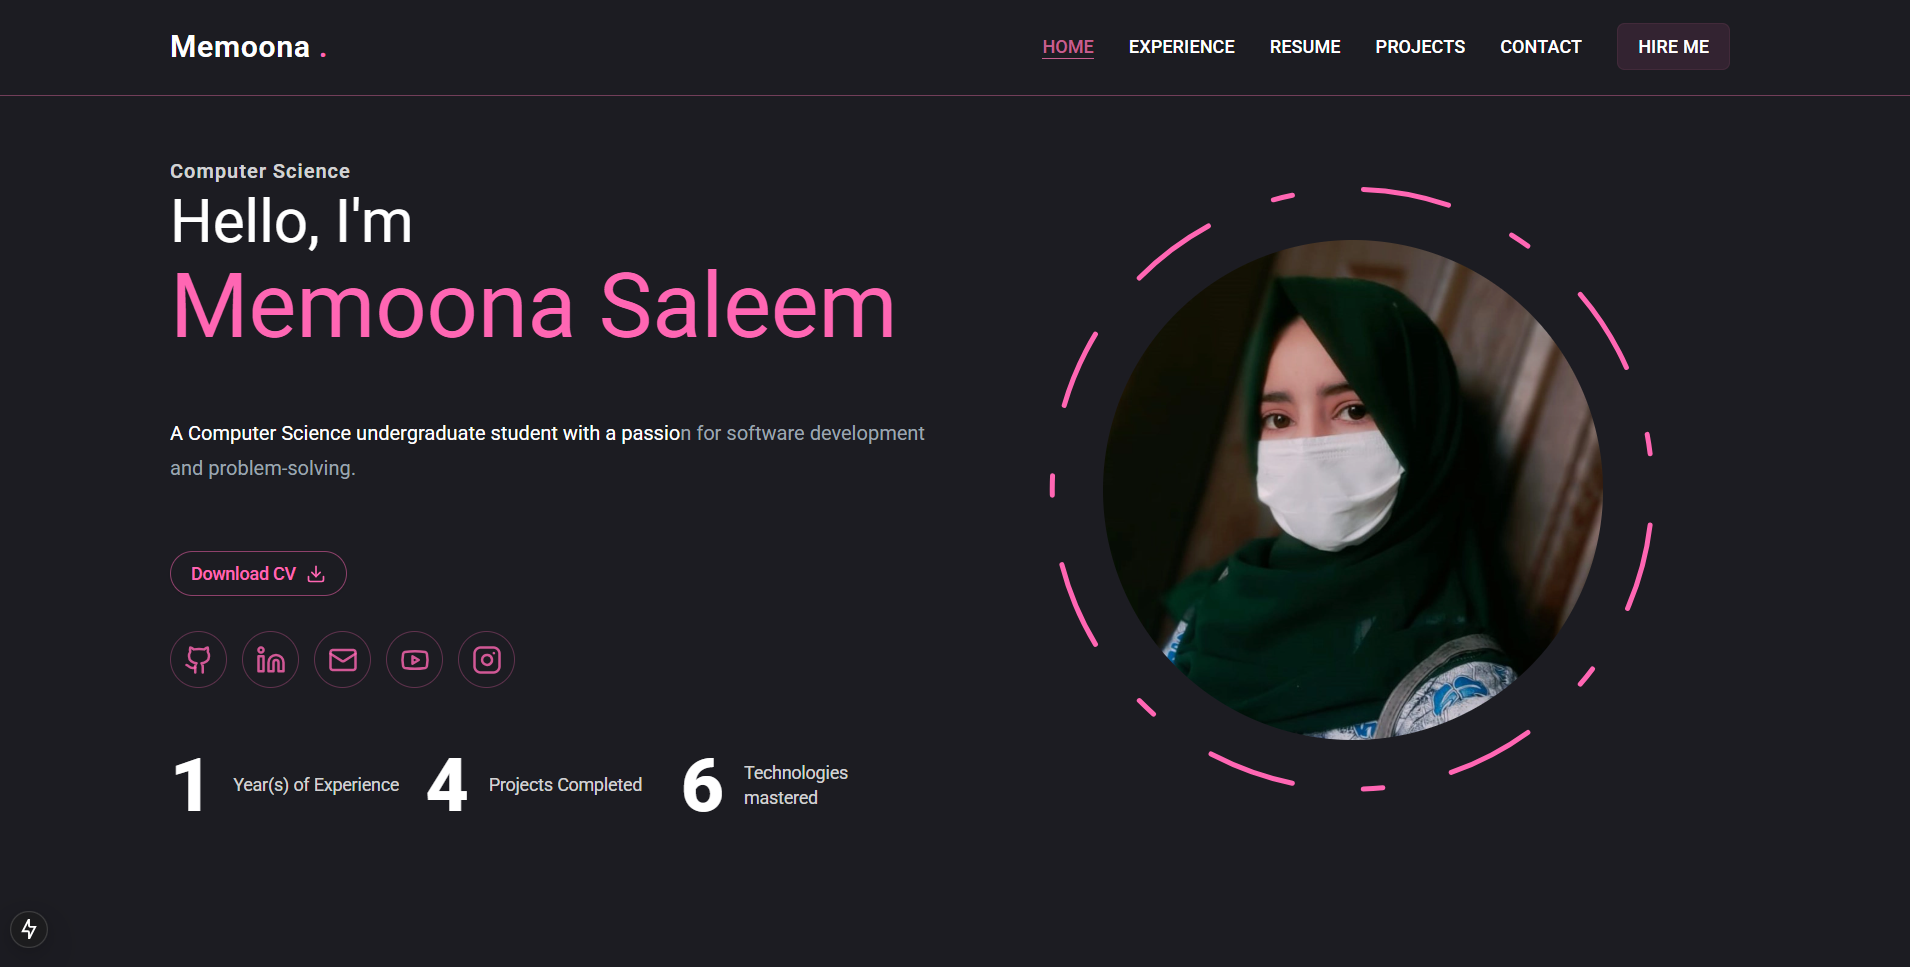 Memoona .
HOME EXPERIENCE RESUME PROJECTS CONTACT HIRE ME
Computer Science
Hello, I'm
Memoona Saleem
A Computer Science undergraduate student with a passion for software development
and problem-solving.
Download CV
1 Year(s) of Experience 4 Projects Completed 6 Technologies
mastered